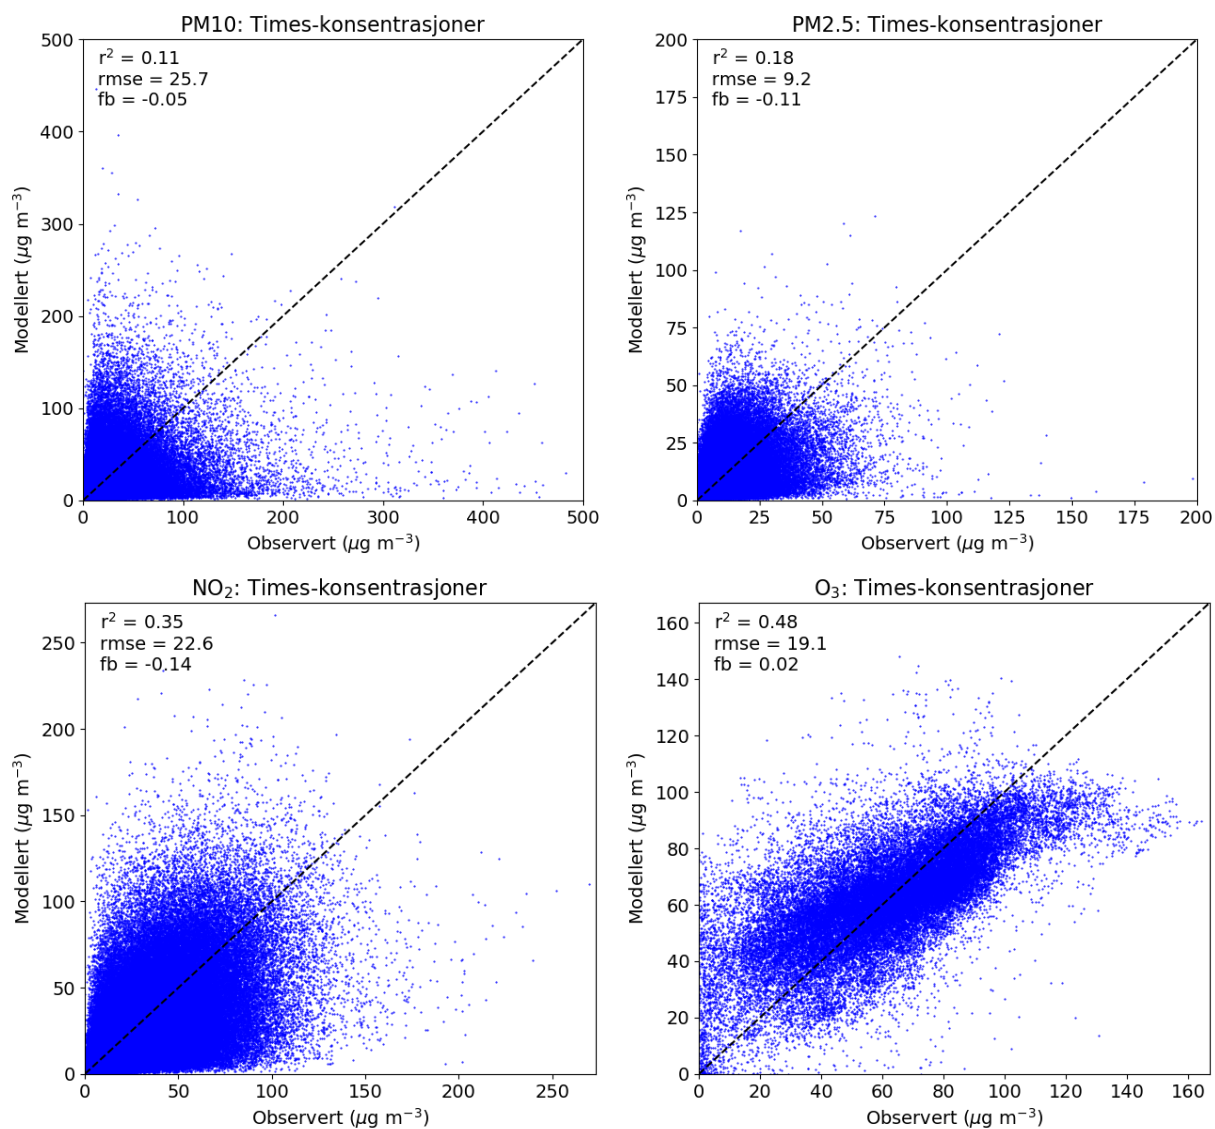 PM10: Times-konsentrasjoner
r² = 0.11
rmse = 25.7
fb = -0.05
500
400
300
200
100
0
Modellert (μg m⁻³)
0 100 200 300 400 500
Observert (μg m⁻³)
PM2.5: Times-konsentrasjoner
r² = 0.18
rmse = 9.2
fb = -0.11
200
175
150
125
100
75
50
25
0
Modellert (μg m⁻³)
0 25 50 75 100 125 150 175 200
Observert (μg m⁻³)
NO₂: Times-konsentrasjoner
r² = 0.35
rmse = 22.6
fb = -0.14
250
200
150
100
50
0
Modellert (μg m⁻³)
0 50 100 150 200 250
Observert (μg m⁻³)
O₃: Times-konsentrasjoner
r² = 0.48
rmse = 19.1
fb = 0.02
160
140
120
100
80
60
40
20
0
Modellert (μg m⁻³)
0 20 40 60 80 100 120 140 160
Observert (μg m⁻³)